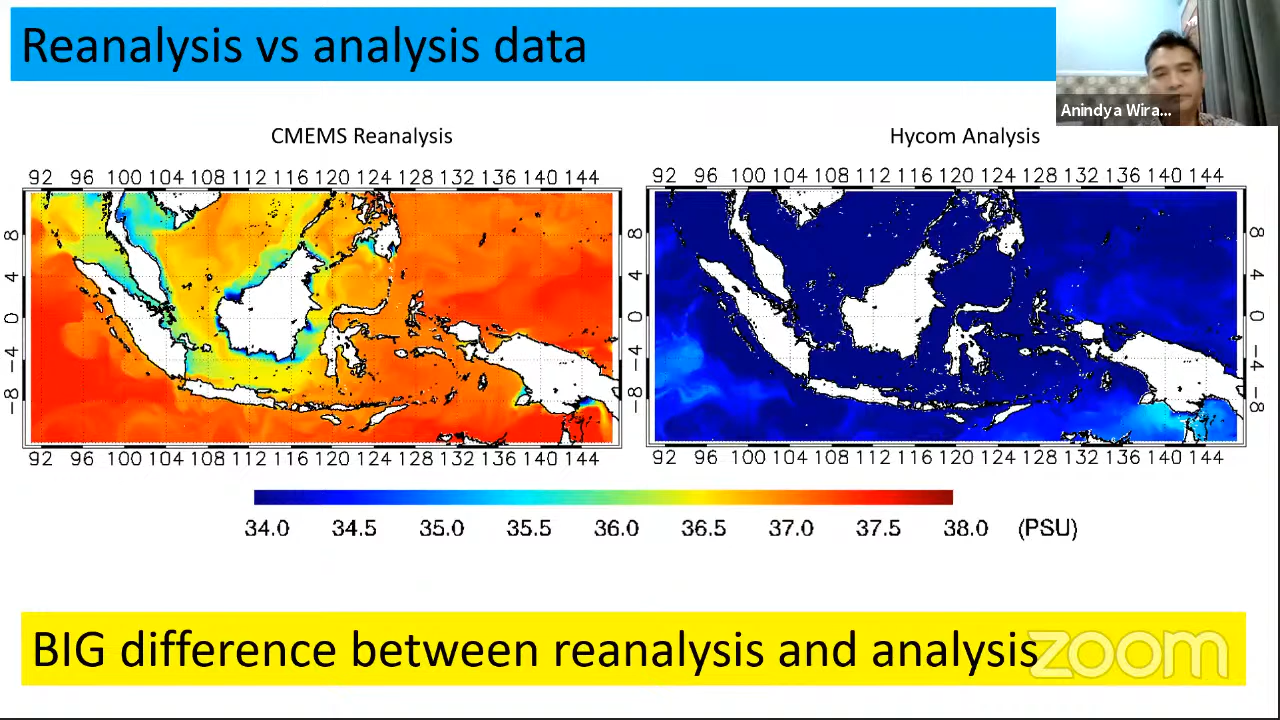 Reanalysis vs analysis data
Anindya Wira...
CMEMS Reanalysis
Hycom Analysis
92 96 100 104 108 112 116 120 124 128 132 136 140 144
92 96 100 104 108 112 116 120 124 128 132 136 140 144
8 8 8
4 4 4
0 0 0
−4 −4 −4
−8 −8 −8
92 96 100 104 108 112 116 120 124 128 132 136 140 144
92 96 100 104 108 112 116 120 124 128 132 136 140 144
34.0 34.5 35.0 35.5 36.0 36.5 37.0 37.5 38.0 (PSU)
BIG difference between reanalysis and analysis
zoom